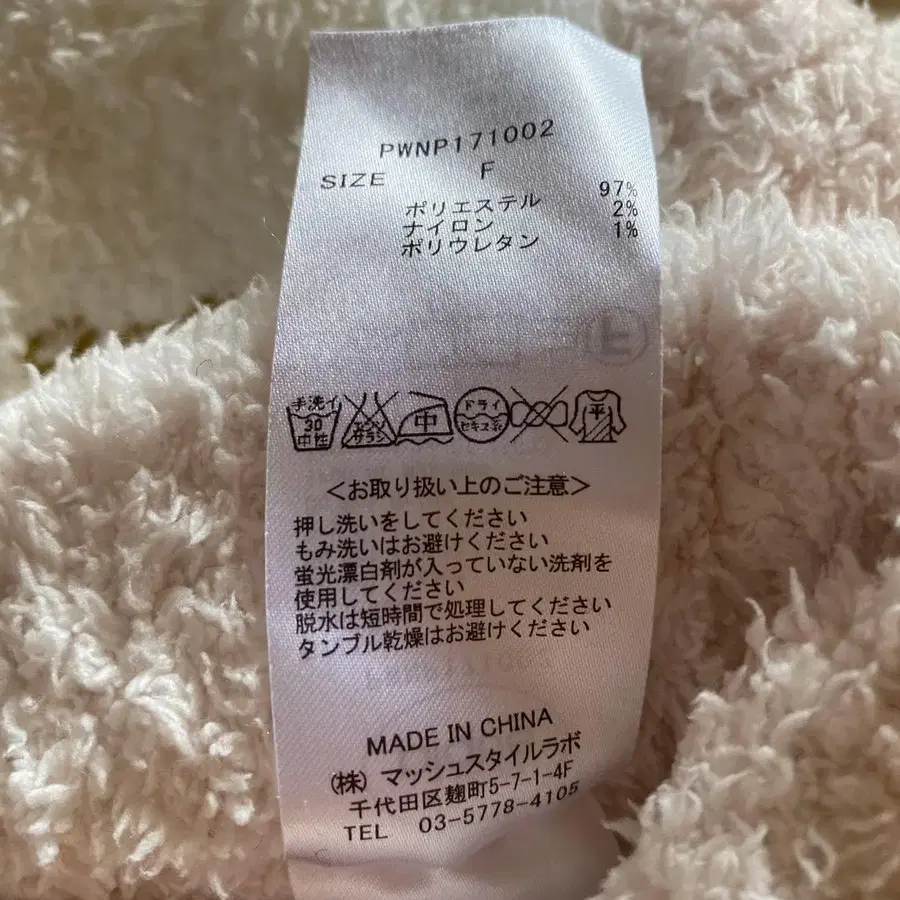 PWNP171002
SIZE F
ポリエステル 97%
ナイロン 2%
ポリウレタン 1%
手洗イ
30
中性
エンソ
サラシ
中
ドライ
セキユ系
平
<お取り扱い上のご注意>
押し洗いをしてください
もみ洗いはお避けください
蛍光漂白剤が入っていない洗剤を
使用してください
脱水は短時間で処理してください
タンブル乾燥はお避けください
MADE IN CHINA
(株) マッシュスタイルラボ
千代田区麹町5-7-1-4F
TEL 03-5778-4105